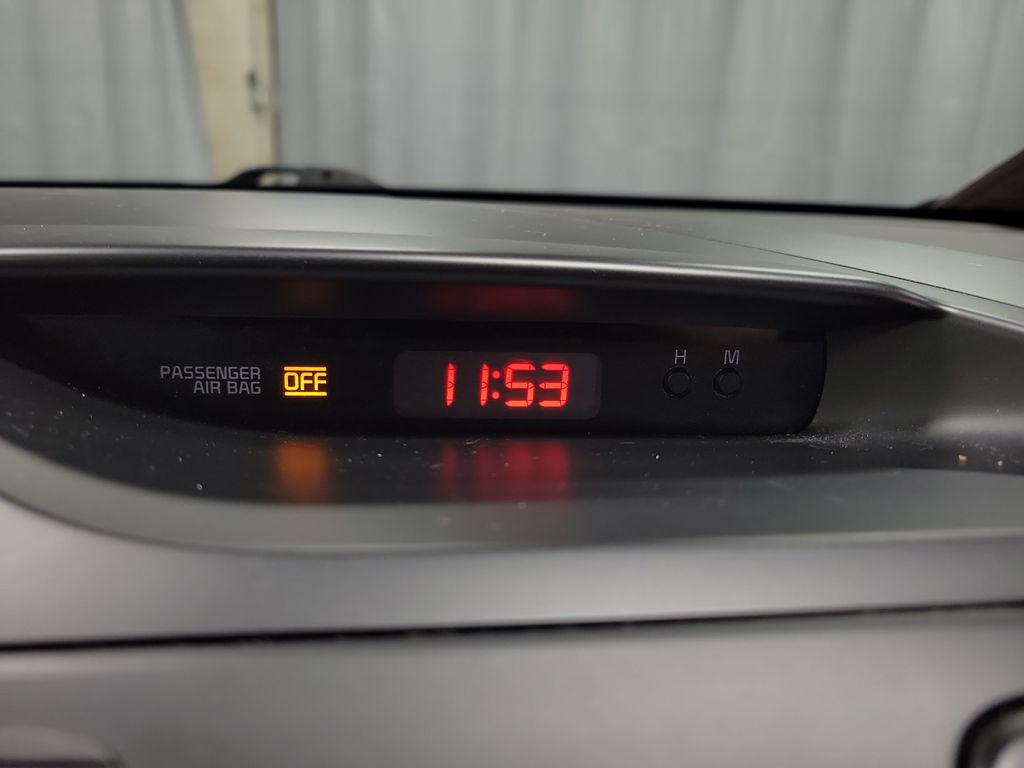 PASSENGER
AIR BAG
OFF
11:53
H M